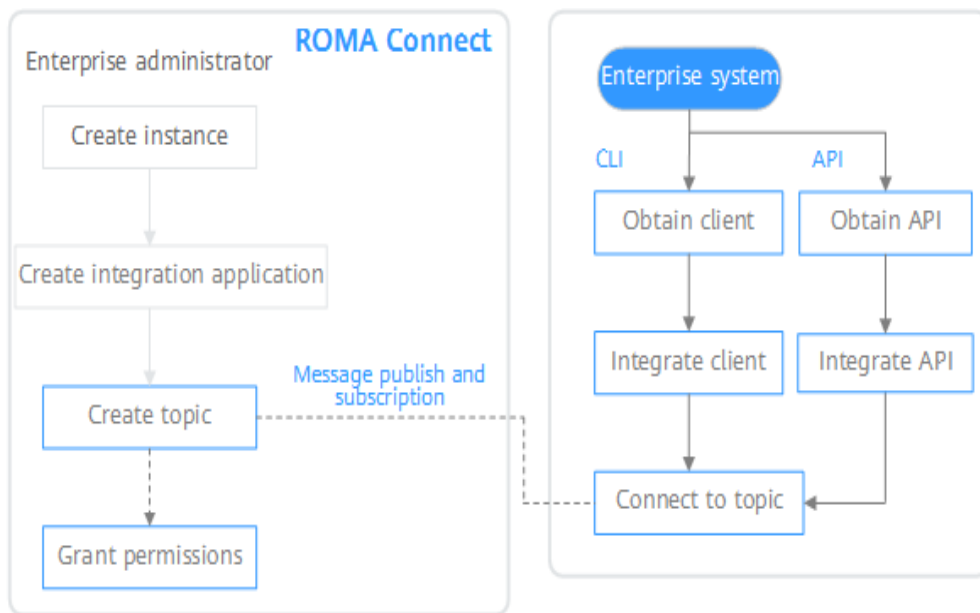 ROMA Connect
Enterprise administrator
Create instance
Create integration application
Create topic
Grant permissions
Message publish and
subscription
Enterprise system
CLI
API
Obtain client
Obtain API
Integrate client
Integrate API
Connect to topic